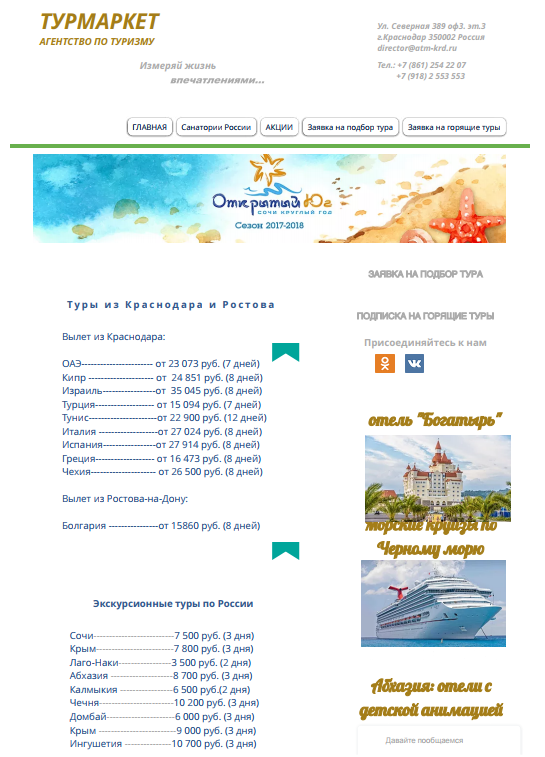 ТУРМАРКЕТ
АГЕНТСТВО ПО ТУРИЗМУ
Измеряй жизнь
впечатлениями...
Ул. Северная 389 оф3. эт.3
г.Краснодар 350002 Россия
director@atm-krd.ru
Тел.: +7 (861) 254 22 07
+7 (918) 2 553 553
ГЛАВНАЯ
Санатории России
АКЦИИ
Заявка на подбор тура
Заявка на горящие туры
Открытый Юг
СОЧИ КРУГЛЫЙ ГОД
Сезон 2017-2018
Туры из Краснодара и Ростова
Вылет из Краснодара:
ОАЭ----------------------- от 23 073 руб. (7 дней)
Кипр --------------------- от  24 851 руб. (8 дней)
Израиль-----------------от  35 045 руб. (8 дней)
Турция------------------- от 15 094 руб. (7 дней)
Тунис----------------------от 22 900 руб. (12 дней)
Италия -------------------от 27 024 руб. (8 дней)
Испания-----------------от 27 914 руб. (8 дней)
Греция------------------- от 16 473 руб. (8 дней)
Чехия--------------------- от 26 500 руб. (8 дней)
Вылет из Ростова-на-Дону:
Болгария ----------------от 15860 руб. (8 дней)
Экскурсионные туры по России
Сочи--------------------------7 500 руб. (3 дня)
Крым-------------------------7 800 руб. (3 дня)
Лаго-Наки-----------------3 500 руб. (2 дня)
Абхазия --------------------8 700 руб. (3 дня)
Калмыкия -----------------6 500 руб.(2 дня)
Чечня------------------------10 200 руб. (3 дня)
Домбай----------------------6 000 руб. (3 дня)
Крым -------------------------9 000 руб. (3 дня)
Ингушетия ---------------10 700 руб. (3 дня)
ЗАЯВКА НА ПОДБОР ТУРА
ПОДПИСКА НА ГОРЯЩИЕ ТУРЫ
Присоединяйтесь к нам
отель "Богатырь"
морские круизы по
Черному морю
Абхазия: отели с
детской анимацией
Давайте пообщаемся